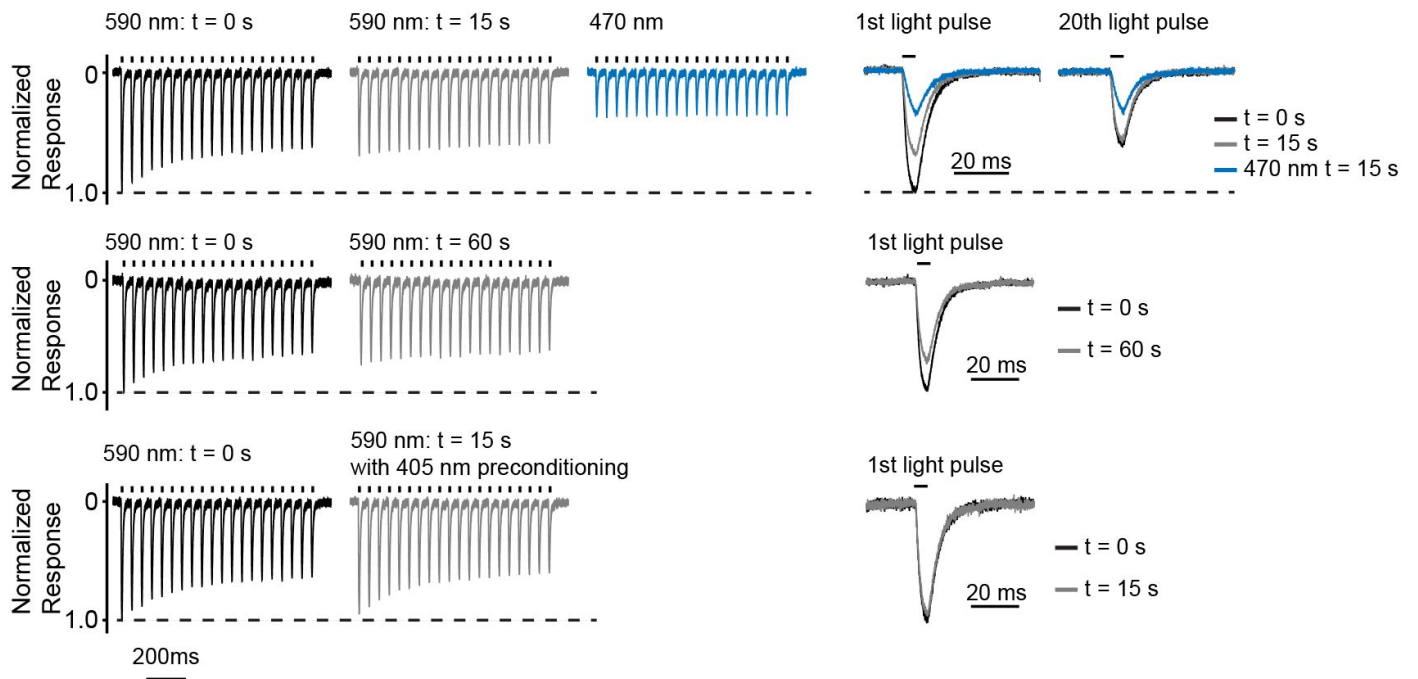 590 nm: t = 0 s
590 nm: t = 15 s
470 nm
1st light pulse
20th light pulse
Normalized
Response
0
1.0
t = 0 s
t = 15 s
470 nm t = 15 s
20 ms
590 nm: t = 0 s
590 nm: t = 60 s
1st light pulse
Normalized
Response
0
1.0
t = 0 s
t = 60 s
20 ms
590 nm: t = 0 s
590 nm: t = 15 s
with 405 nm preconditioning
1st light pulse
Normalized
Response
0
1.0
t = 0 s
t = 15 s
20 ms
200ms